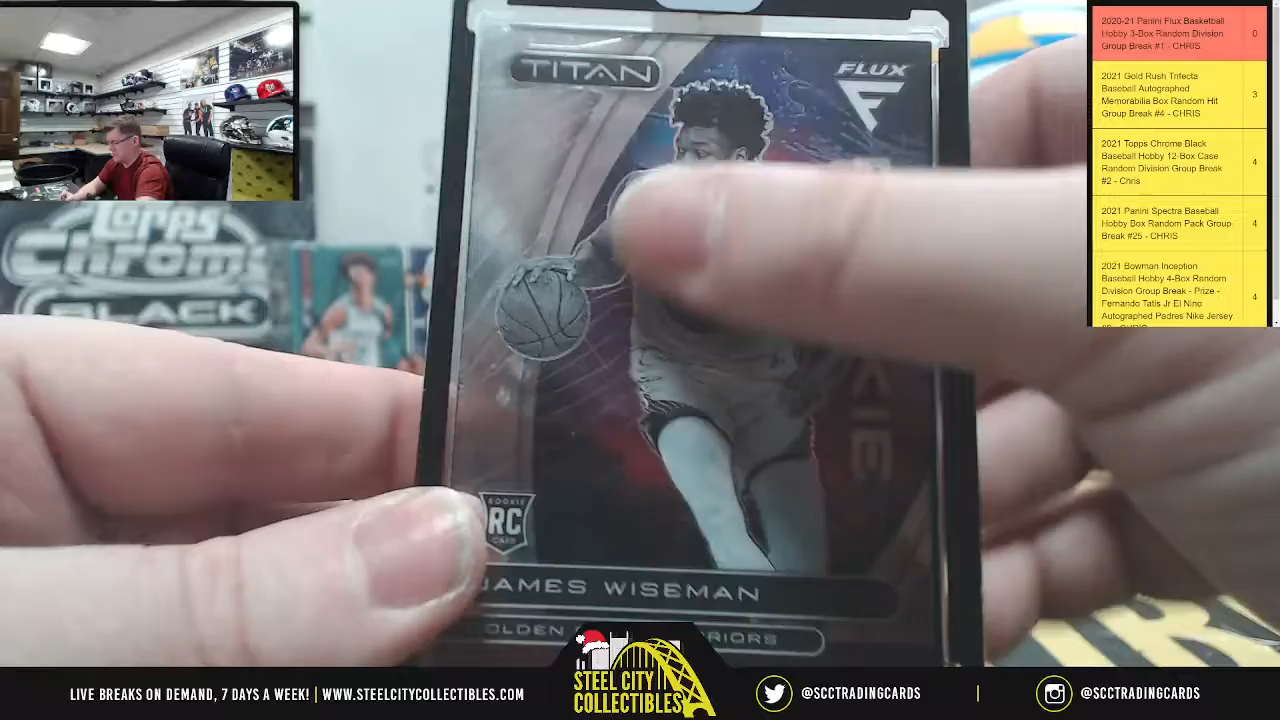 TITAN
FLUX
RC
ROOKIE
CARD
JAMES WISEMAN
Topps
Chrome
BLACK
2020-21 Panini Flux Basketball
Hobby 3-Box Random Division
Group Break #1 - CHRIS
0
2021 Gold Rush Trifecta
Baseball Autographed
Memorabilia Box Random Hit
Group Break #4 - CHRIS
3
2021 Topps Chrome Black
Baseball Hobby 12-Box Case
Random Division Group Break
#2 - Chris
4
2021 Panini Spectra Baseball
Hobby Box Random Pack Group
Break #25 - CHRIS
4
2021 Bowman Inception
Baseball Hobby 4-Box Random
Division Group Break - Prize -
Fernando Tatis Jr El Nino
Autographed Padres Nike Jersey
4
LIVE BREAKS ON DEMAND, 7 DAYS A WEEK! | WWW.STEELCITYCOLLECTIBLES.COM
STEEL CITY
COLLECTIBLES
@SCCTRADINGCARDS
@SCCTRADINGCARDS